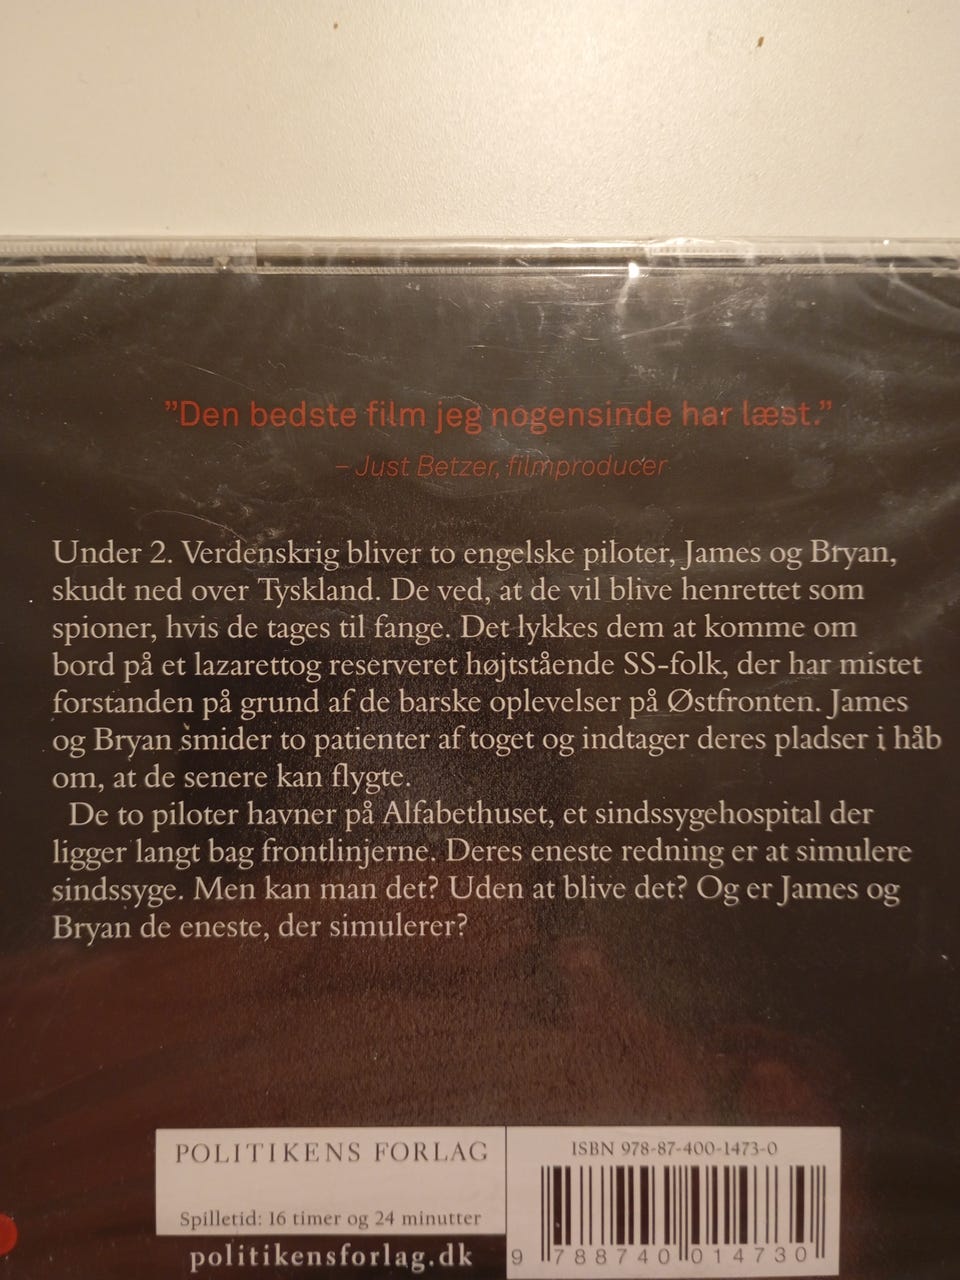 ”Den bedste film jeg nogensinde har læst.”
– Just Betzer, filmproducer
Under 2. Verdenskrig bliver to engelske piloter, James og Bryan,
skudt ned over Tyskland. De ved, at de vil blive henrettet som
spioner, hvis de tages til fange. Det lykkes dem at komme om
bord på et lazarettog reserveret højtstående SS-folk, der har mistet
forstanden på grund af de barske oplevelser på Østfronten. James
og Bryan smider to patienter af toget og indtager deres pladser i håb
om, at de senere kan flygte.
De to piloter havner på Alfabethuset, et sindssygehospital der
ligger langt bag frontlinjerne. Deres eneste redning er at simulere
sindssyge. Men kan man det? Uden at blive det? Og er James og
Bryan de eneste, der simulerer?
POLITIKENS FORLAG
Spilletid: 16 timer og 24 minutter
politikensforlag.dk
ISBN 978-87-400-1473-0
9 788740 014730